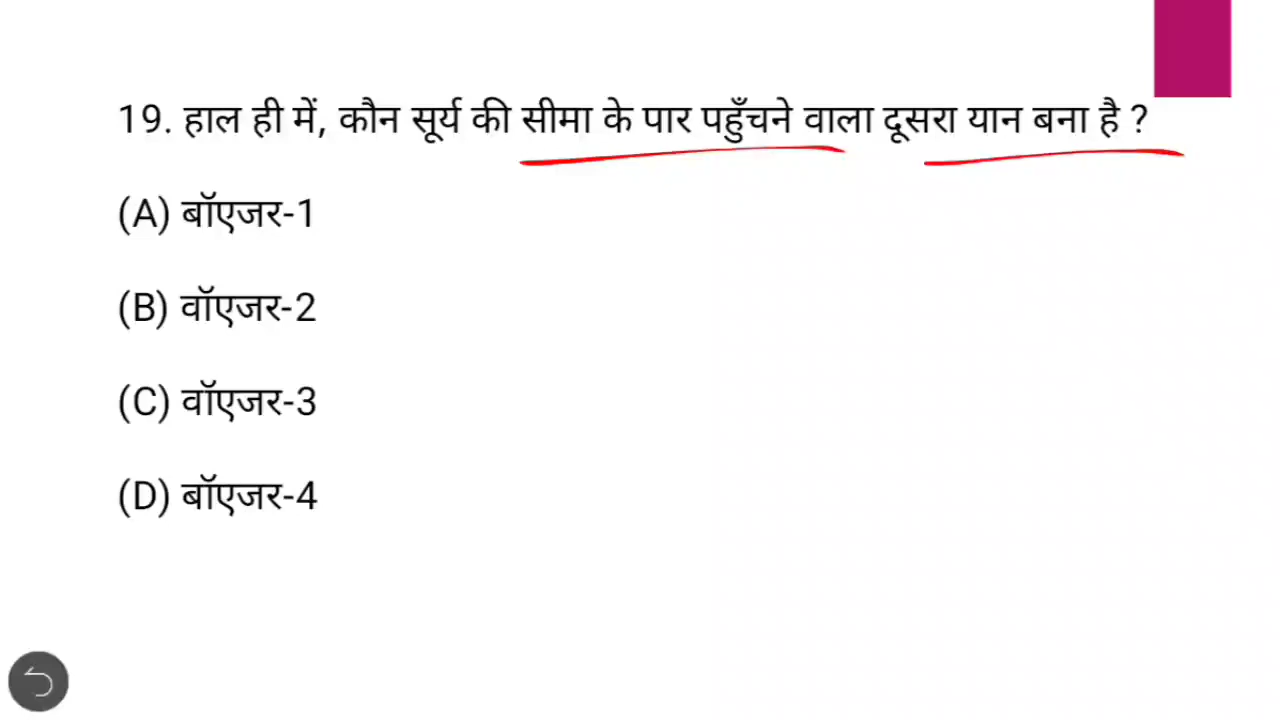 19. हाल ही में, कौन सूर्य की सीमा के पार पहुँचने वाला दूसरा यान बना है ?
(A) बॉएजर-1
(B) वॉएजर-2
(C) वॉएजर-3
(D) बॉएजर-4